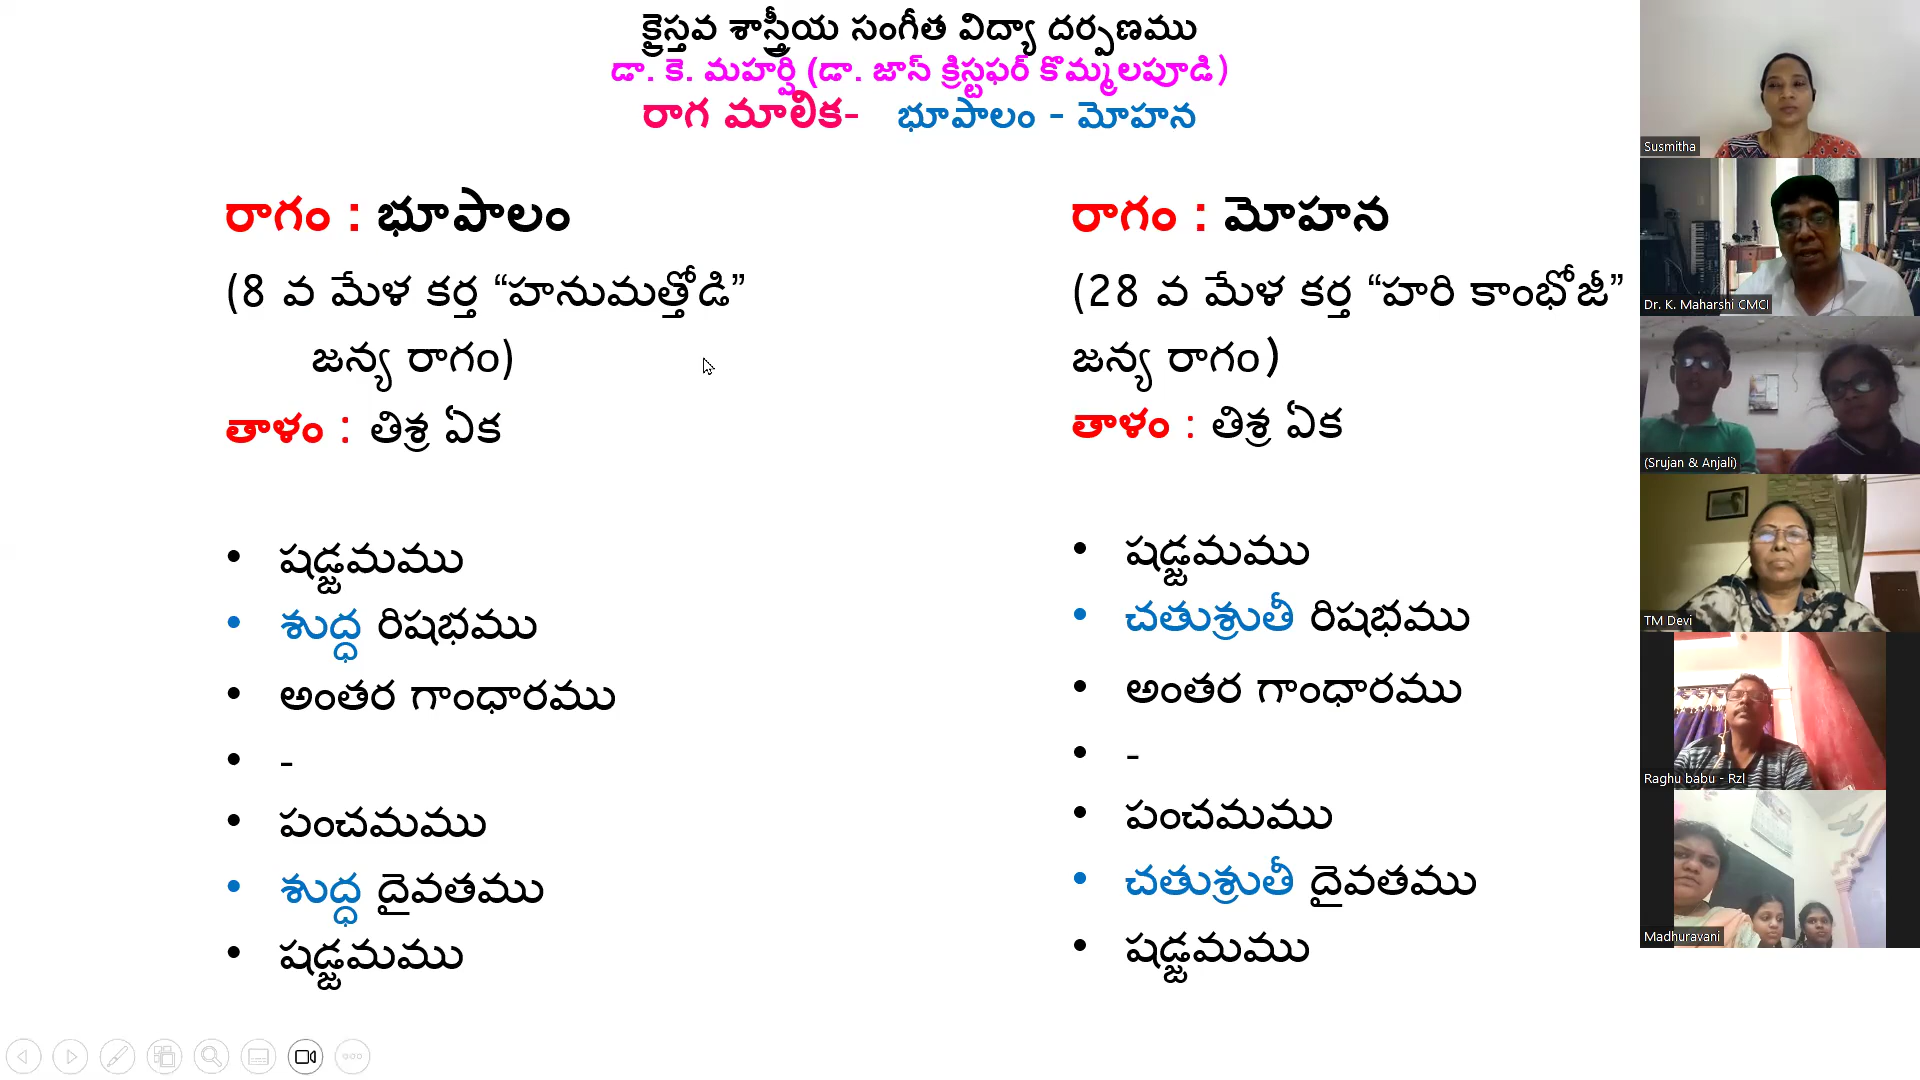 క్రైస్తవ శాస్త్రీయ సంగీత విద్యా దర్పణము
డా. కె. మహర్షి (డా. జాస్ క్రిస్టఫర్ కొమ్మలపూడి)
రాగ మాలిక- భూపాలం - మోహన
రాగం : భూపాలం
(8 వ మేళ కర్త “హనుమత్తోడి”
జన్య రాగం)
తాళం : తిశ్ర ఏక
• షడ్జమము
• శుద్ధ రిషభము
• అంతర గాంధారము
• -
• పంచమము
• శుద్ధ దైవతము
• షడ్జమము
రాగం : మోహన
(28 వ మేళ కర్త “హరి కాంభోజీ”
జన్య రాగం)
తాళం : తిశ్ర ఏక
• షడ్జమము
• చతుశ్రుతీ రిషభము
• అంతర గాంధారము
• -
• పంచమము
• చతుశ్రుతీ దైవతము
• షడ్జమము
Susmitha
Dr. K. Maharshi CMCI
(Srujan & Anjali)
TM Devi
Raghu babu - Rzl
Madhuravani